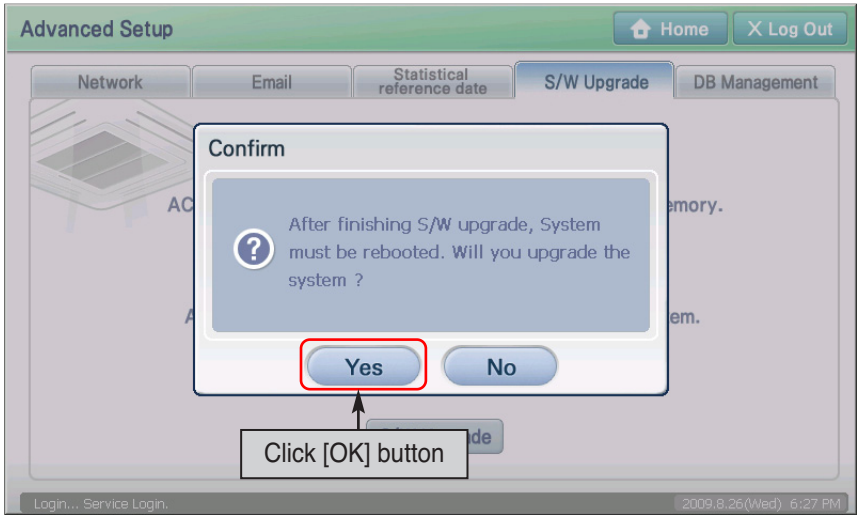 Advanced Setup
Home
X Log Out
Network
Email
Statistical
reference date
S/W Upgrade
DB Management
Confirm
AC
emory.
After finishing S/W upgrade, System
must be rebooted. Will you upgrade the
system ?
A
em.
Yes
No
de
Click [OK] button
Login... Service Login.
2009.8.26(Wed) 6:27 PM